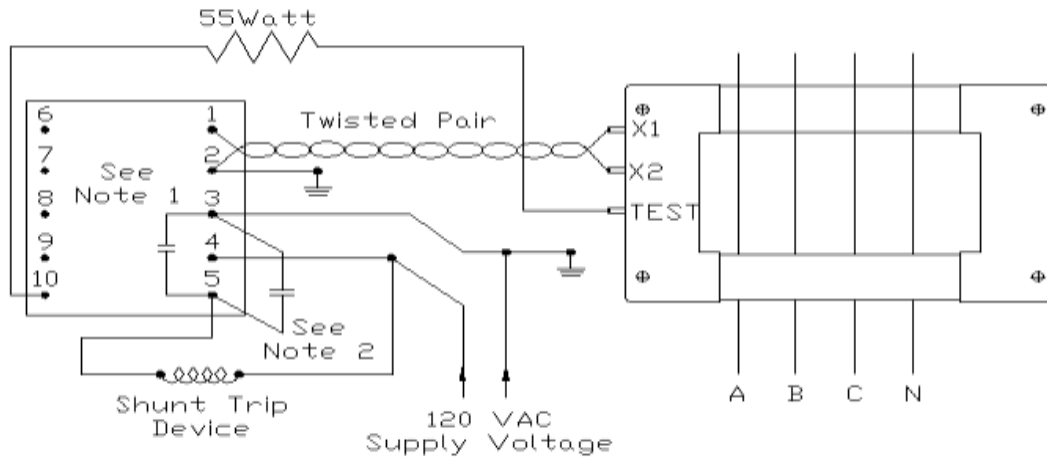 55Watt
6
1
Twisted Pair
X1
7
2
See
Note 1
X2
8
3
TEST
9
4
10
5
See
Note 2
Shunt Trip
Device
120 VAC
Supply Voltage
A B C N